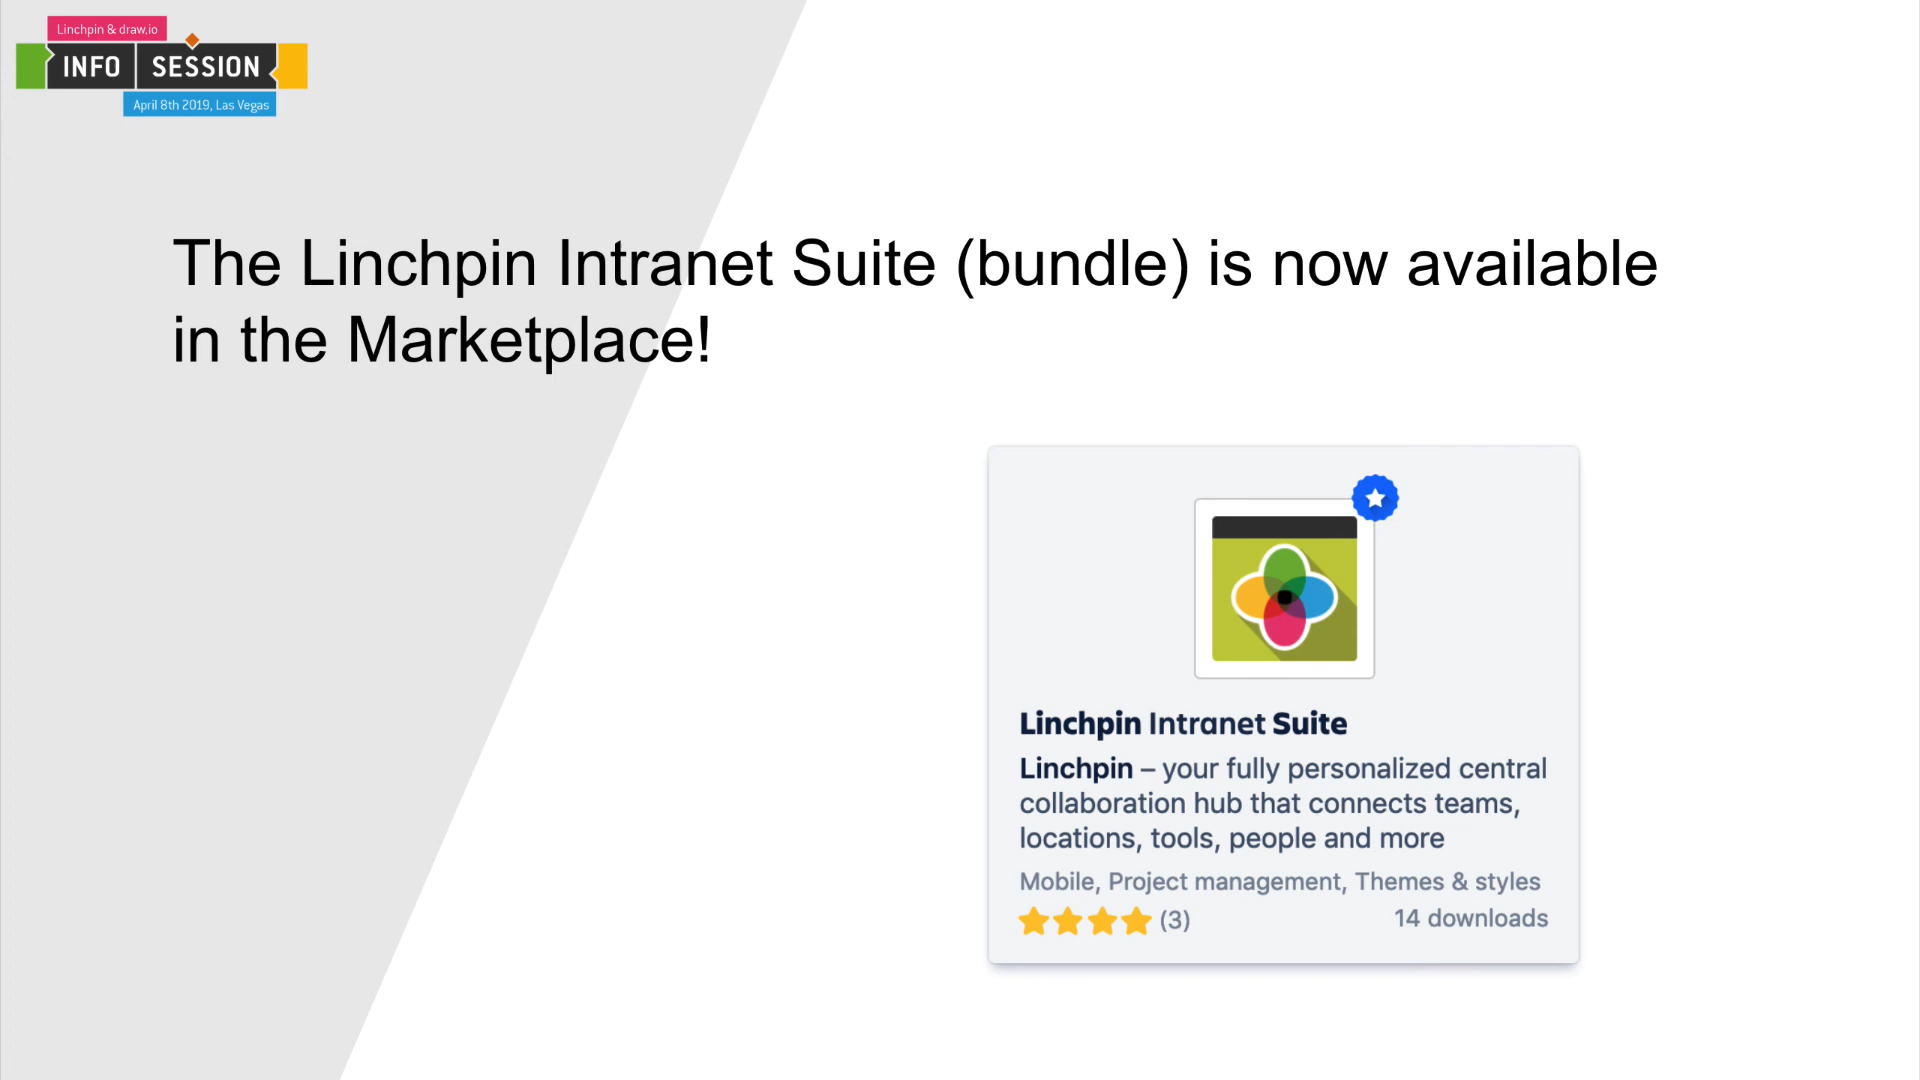 Linchpin & draw.io
INFO SESSION
April 8th 2019, Las Vegas
The Linchpin Intranet Suite (bundle) is now available
in the Marketplace!
Linchpin Intranet Suite
Linchpin – your fully personalized central
collaboration hub that connects teams,
locations, tools, people and more
Mobile, Project management, Themes & styles
(3) 14 downloads